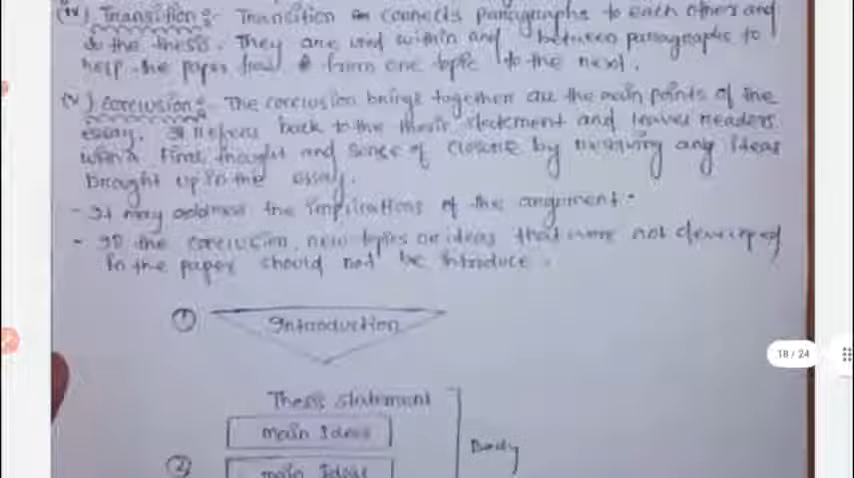 (iv) Transition :- Transition connects paragraphs to each others and
to the thesis. They are used within and between paragraphs to
help the paper flow from one topic to the next.
(v) Conclusion :- The conclusion brings together all the main points of the
essay. It refers back to the thesis statement and leaves readers
with a final thought and sense of closure by resolving any ideas
brought up in the essay.
- It may address the implications of the argument.
- In the conclusion, new topics or ideas that were not developed
in the paper should not be introduce.
① Introduction
18 / 24
Thesis statement
main Ideas
Body
②
main Ideas